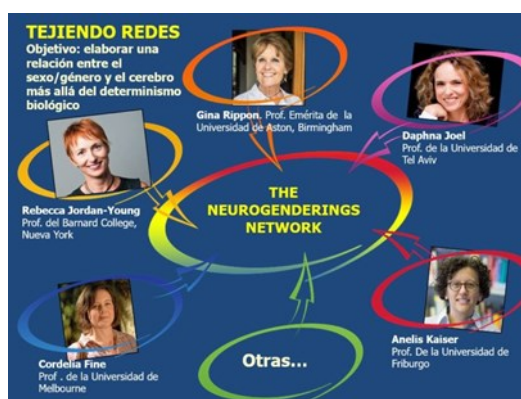 TEJIENDO REDES
Objetivo: elaborar una
relación entre el
sexo/género y el cerebro
más allá del determinismo
biológico
Gina Rippon. Prof. Emérita de la
Universidad de Aston, Birmingham
Daphna Joel
Prof. de la Universidad de
Tel Aviv
Rebecca Jordan-Young
Prof. del Barnard College,
Nueva York
THE
NEUROGENDERINGS
NETWORK
Cordelia Fine
Prof . de la Universidad de
Melbourne
Otras...
Anelis Kaiser
Prof. De la Universidad de
Friburgo